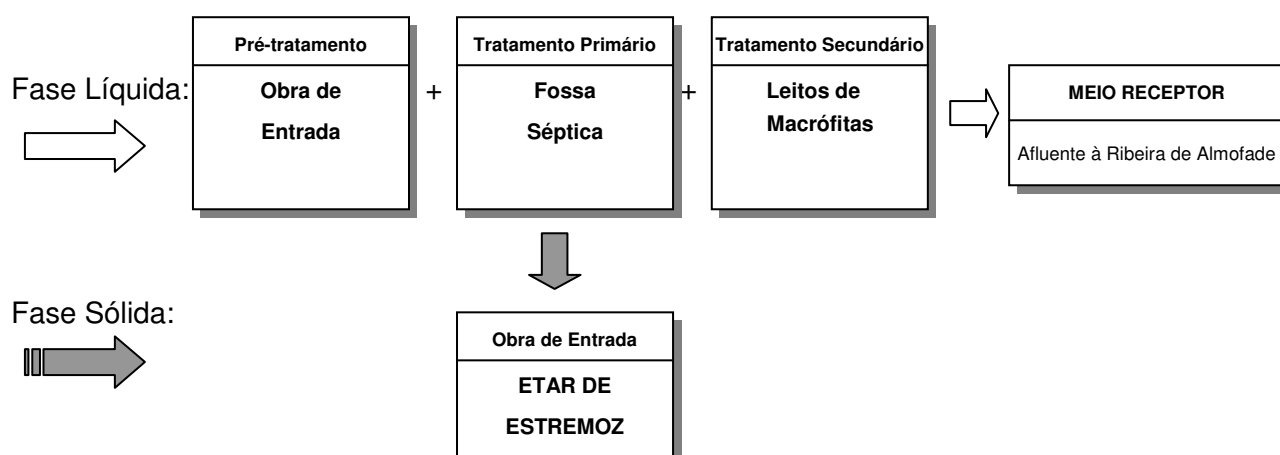 Fase Líquida:
Pré-tratamento
Obra de
Entrada
+
Tratamento Primário
Fossa
Séptica
+
Tratamento Secundário
Leitos de
Macrófitas
MEIO RECEPTOR
Afluente à Ribeira de Almofade
Fase Sólida:
Obra de Entrada
ETAR DE
ESTREMOZ